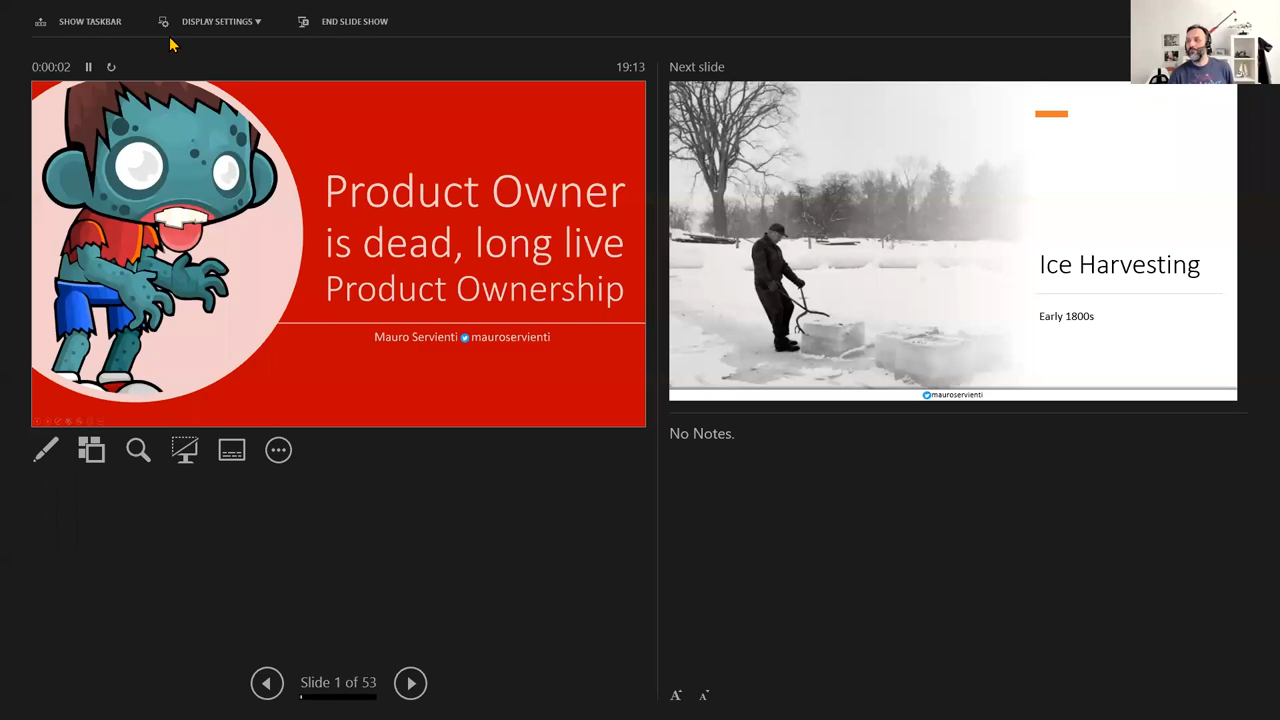 SHOW TASKBAR
DISPLAY SETTINGS ▼
END SLIDE SHOW
0:00:02
19:13
Next slide
Product Owner
is dead, long live
Product Ownership
Mauro Servienti mauroservienti
Ice Harvesting
Early 1800s
mauroservienti
No Notes.
Slide 1 of 53
A A